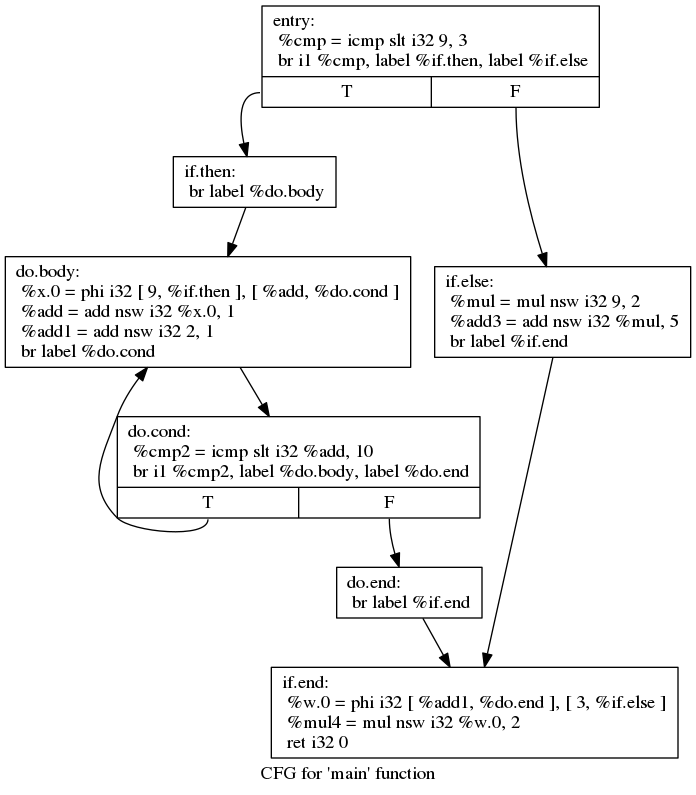 entry:
%cmp = icmp slt i32 9, 3
br i1 %cmp, label %if.then, label %if.else
T
F
if.then:
br label %do.body
do.body:
%x.0 = phi i32 [ 9, %if.then ], [ %add, %do.cond ]
%add = add nsw i32 %x.0, 1
%add1 = add nsw i32 2, 1
br label %do.cond
if.else:
%mul = mul nsw i32 9, 2
%add3 = add nsw i32 %mul, 5
br label %if.end
do.cond:
%cmp2 = icmp slt i32 %add, 10
br i1 %cmp2, label %do.body, label %do.end
T
F
do.end:
br label %if.end
if.end:
%w.0 = phi i32 [ %add1, %do.end ], [ 3, %if.else ]
%mul4 = mul nsw i32 %w.0, 2
ret i32 0
CFG for 'main' function